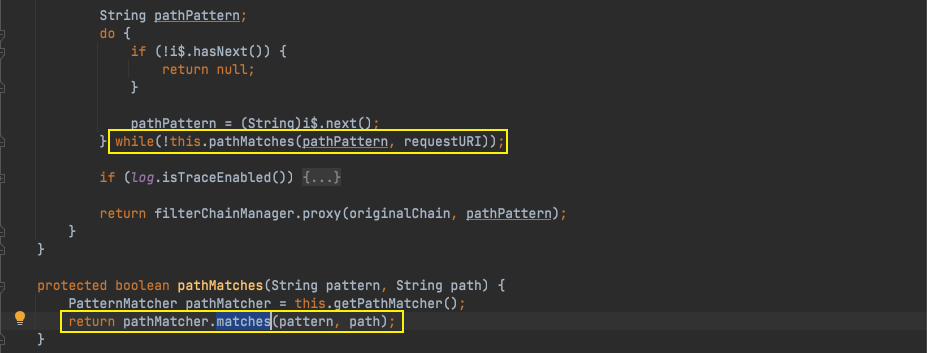 String pathPattern;
do {
if (!i$.hasNext()) {
return null;
}
pathPattern = (String)i$.next();
} while(!this.pathMatches(pathPattern, requestURI));
if (log.isTraceEnabled()) {...}
return filterChainManager.proxy(originalChain, pathPattern);
}
}
protected boolean pathMatches(String pattern, String path) {
PatternMatcher pathMatcher = this.getPathMatcher();
return pathMatcher.matches(pattern, path);
}